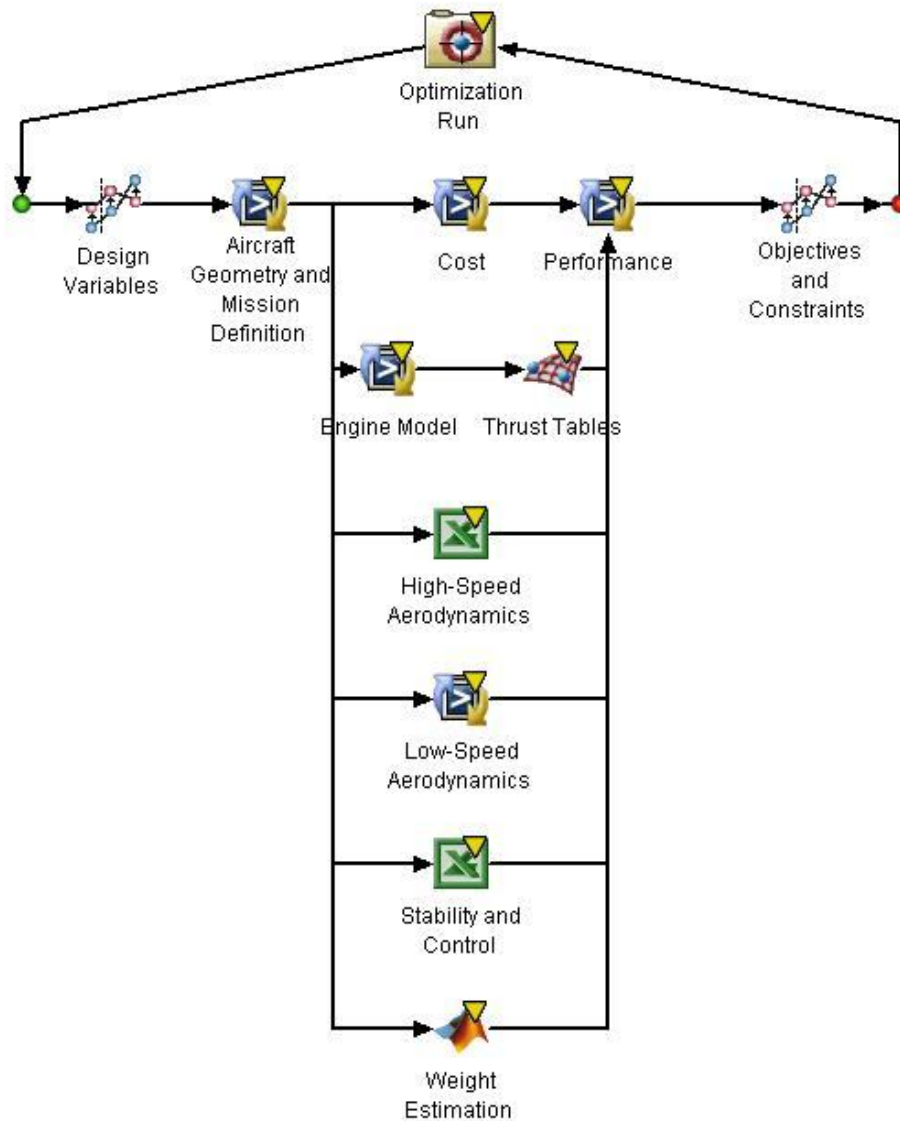 Optimization
Run
Design
Variables
Aircraft
Geometry and
Mission
Definition
Cost
Performance
Objectives
and
Constraints
Engine Model
Thrust Tables
High-Speed
Aerodynamics
Low-Speed
Aerodynamics
Stability and
Control
Weight
Estimation